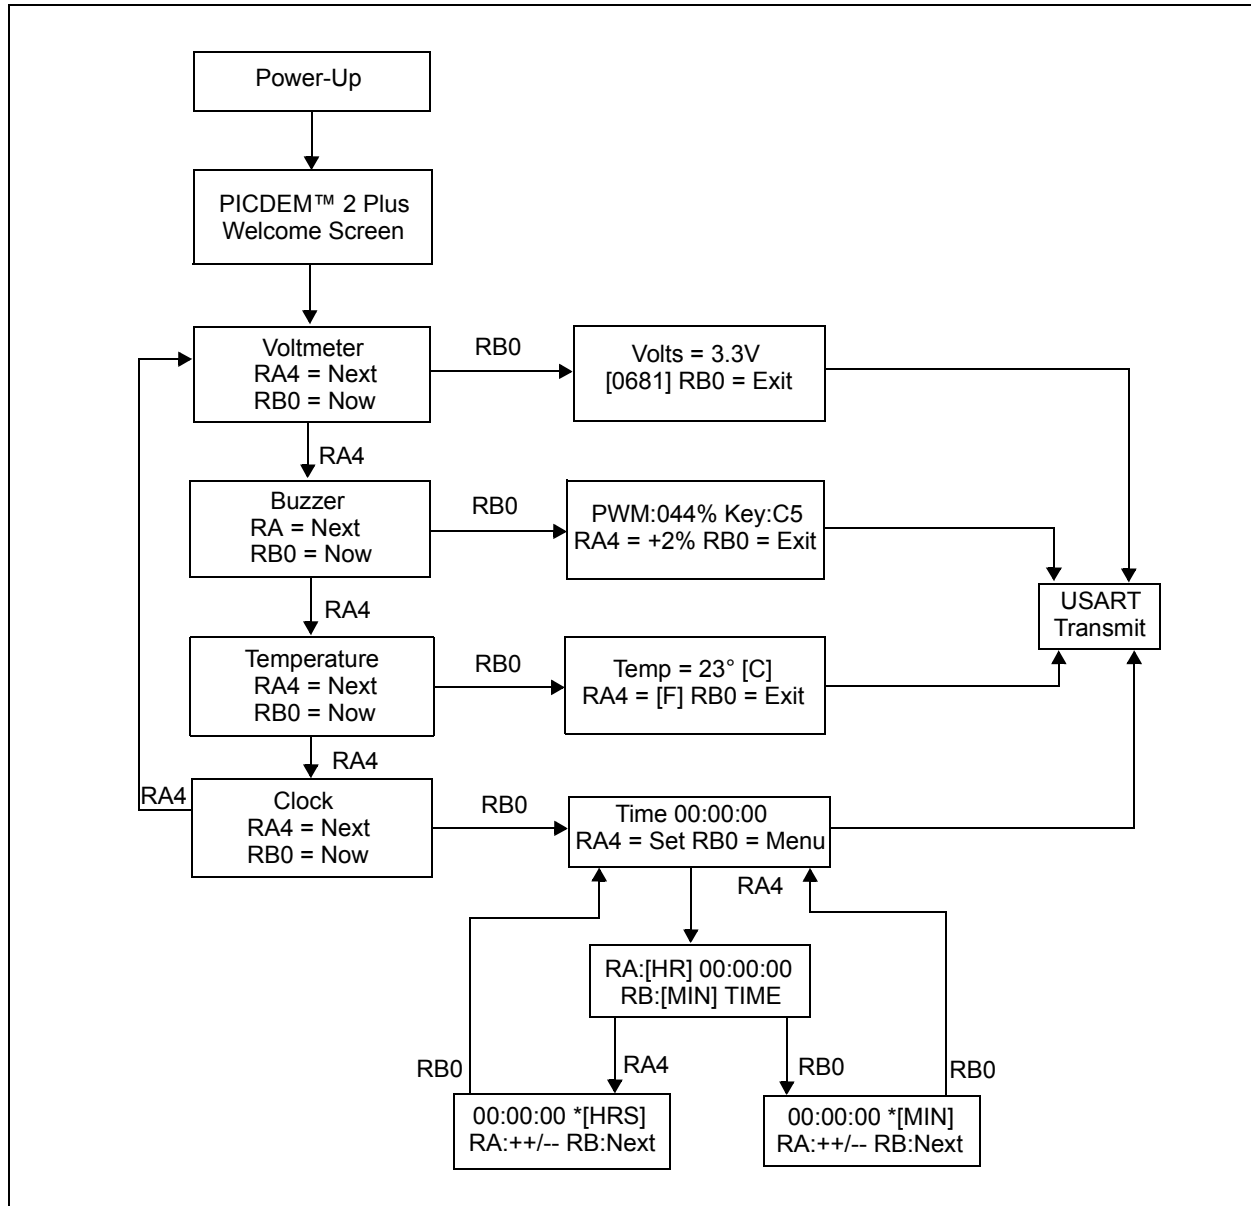 Power-Up
PICDEM™ 2 Plus
Welcome Screen
Voltmeter
RA4 = Next
RB0 = Now
RB0
Volts = 3.3V
[0681] RB0 = Exit
RA4
Buzzer
RA = Next
RB0 = Now
RB0
PWM:044% Key:C5
RA4 = +2% RB0 = Exit
USART
Transmit
RA4
Temperature
RA4 = Next
RB0 = Now
RB0
Temp = 23° [C]
RA4 = [F] RB0 = Exit
RA4
RA4
Clock
RA4 = Next
RB0 = Now
RB0
Time 00:00:00
RA4 = Set RB0 = Menu
RA4
RA:[HR] 00:00:00
RB:[MIN] TIME
RB0
RA4
RB0
RB0
00:00:00 *[HRS]
RA:++/-- RB:Next
00:00:00 *[MIN]
RA:++/-- RB:Next